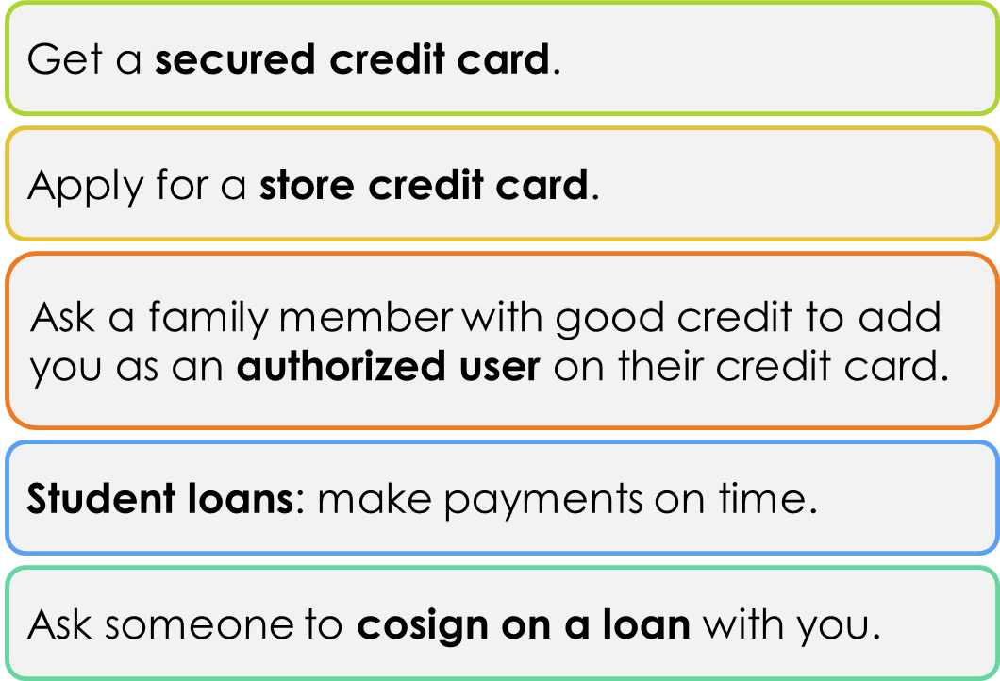 Get a secured credit card.
Apply for a store credit card.
Ask a family member with good credit to add
you as an authorized user on their credit card.
Student loans: make payments on time.
Ask someone to cosign on a loan with you.